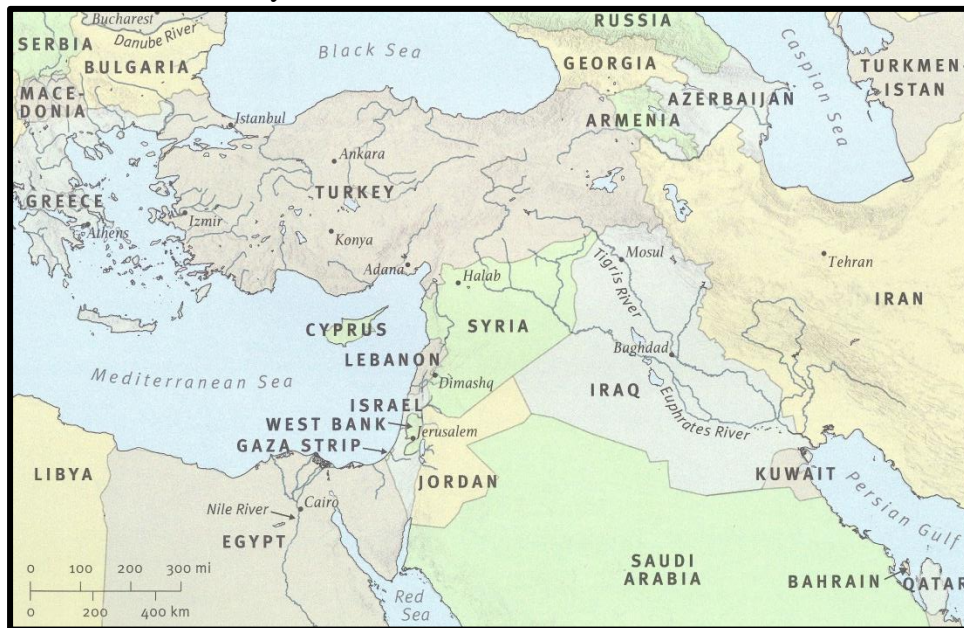 Bucharest
RUSSIA
SERBIA
Danube River
Black Sea
Caspian Sea
BULGARIA
GEORGIA
TURKMEN-
ISTAN
MACE-
DONIA
AZERBAIJAN
Istanbul
ARMENIA
Ankara
TURKEY
GREECE
Izmir
Athens
Konya
Mosul
Tehran
Adana
Halab
Tigris River
IRAN
CYPRUS
SYRIA
LEBANON
Baghdad
Mediterranean Sea
Dimashq
IRAQ
ISRAEL
WEST BANK
Euphrates River
Jerusalem
GAZA STRIP
LIBYA
JORDAN
KUWAIT
Persian Gulf
Cairo
Nile River
EGYPT
SAUDI
ARABIA
BAHRAIN
QATAR
Red
Sea
0 100 200 300 mi
0 200 400 km